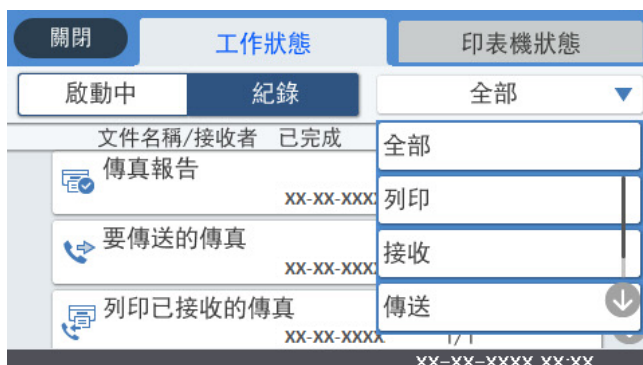 關閉
工作狀態
印表機狀態
啟動中
紀錄
全部
文件名稱/接收者 已完成
全部
傳真報告
XX-XX-XXX
列印
要傳送的傳真
XX-XX-XXX
接收
列印已接收的傳真
傳送
XX-XX-XXXX
1/1
XX-XX-XXXX XX:XX